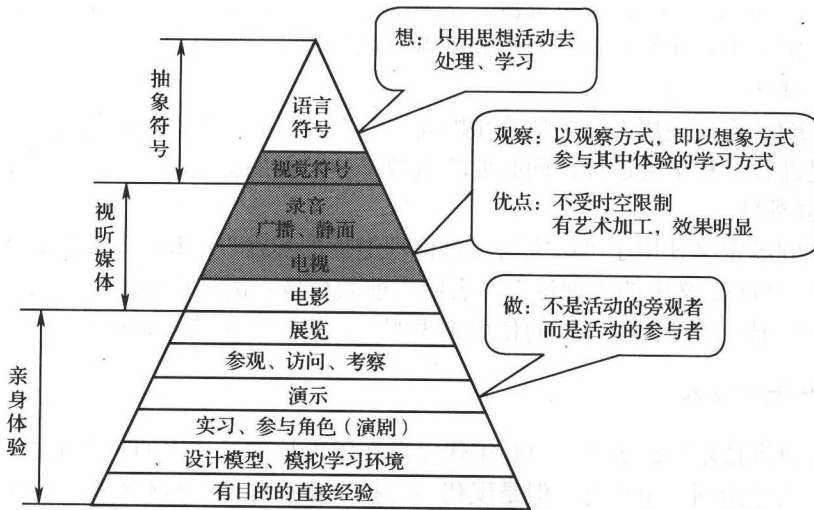 想：只用思想活动去
处理、学习
抽象符号
语言
符号
观察：以观察方式，即以想象方式
参与其中体验的学习方式
优点：不受时空限制
有艺术加工，效果明显
视觉符号
视听媒体
录音
广播、静面
电视
电影
做：不是活动的旁观者
而是活动的参与者
亲身体验
展览
参观、访问、考察
演示
实习、参与角色（演剧）
设计模型、模拟学习环境
有目的的直接经验